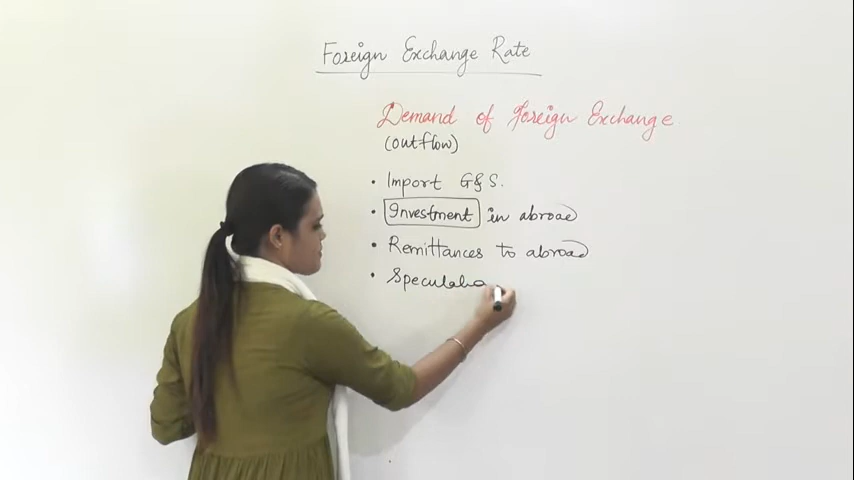 Foreign Exchange Rate
Demand of Foreign Exchange
(outflow)
• Import G&S.
• Investment in abroad
• Remittances to abroad
• Speculatio